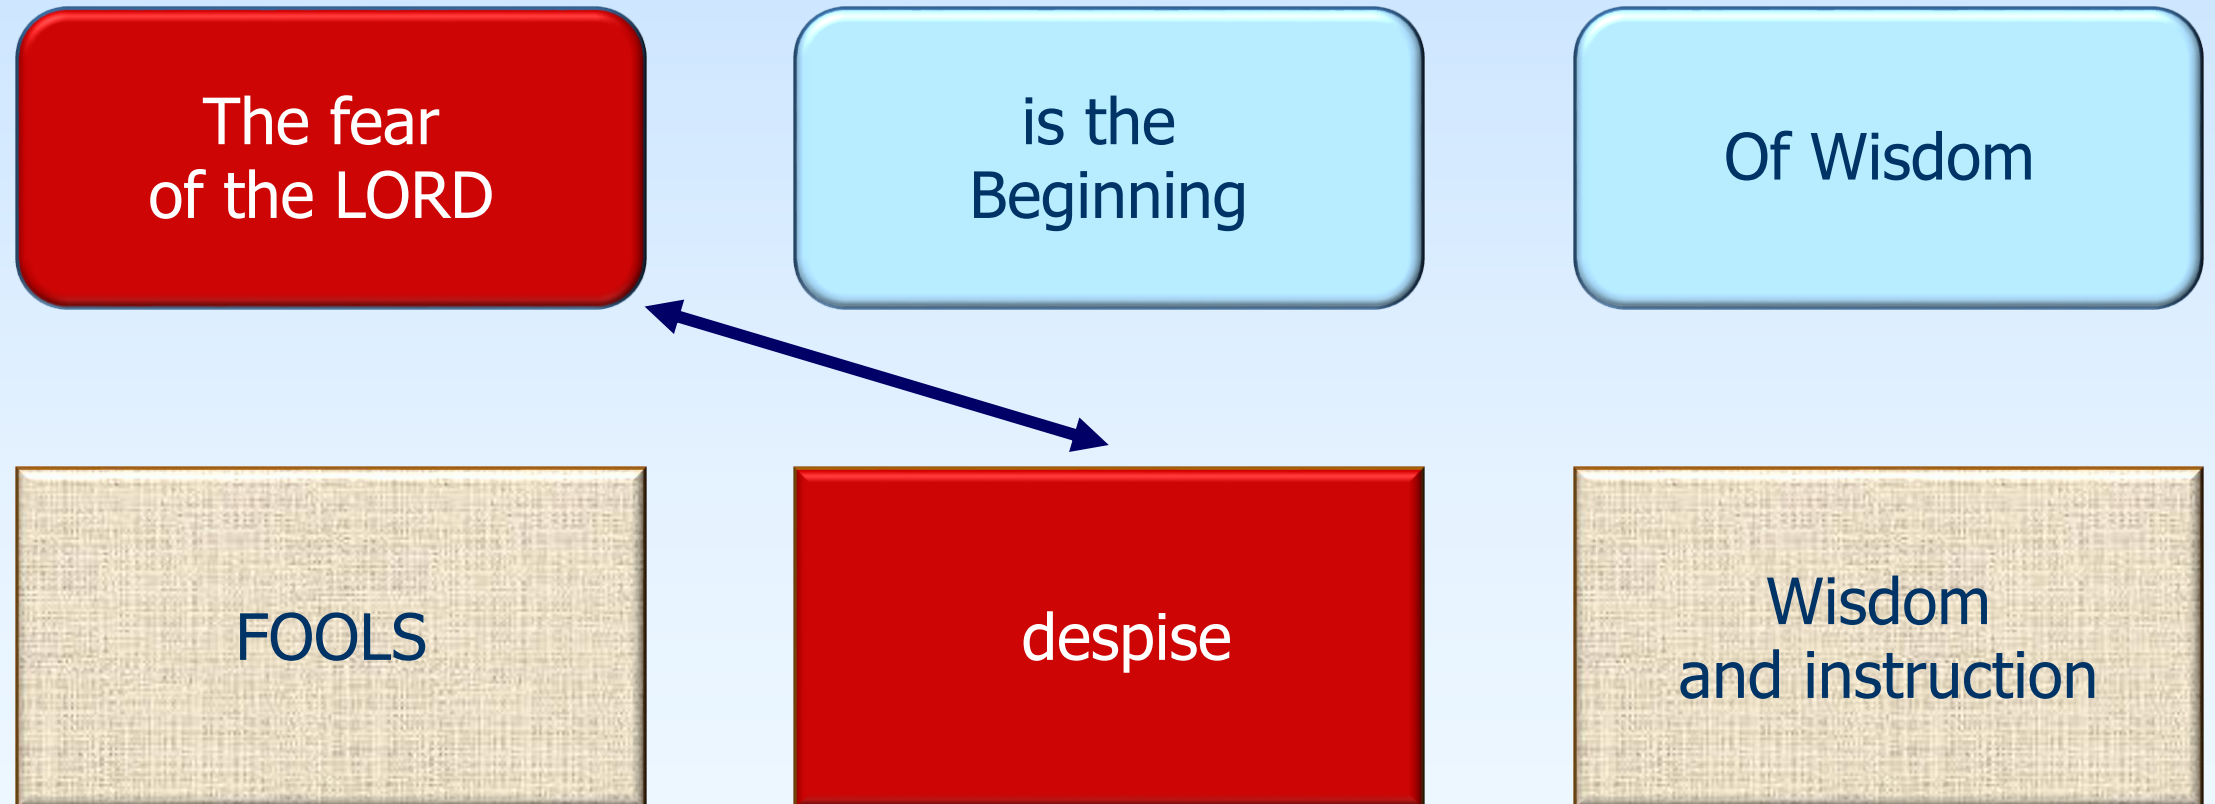 The fear
of the LORD
is the
Beginning
Of Wisdom
FOOLS
despise
Wisdom
and instruction